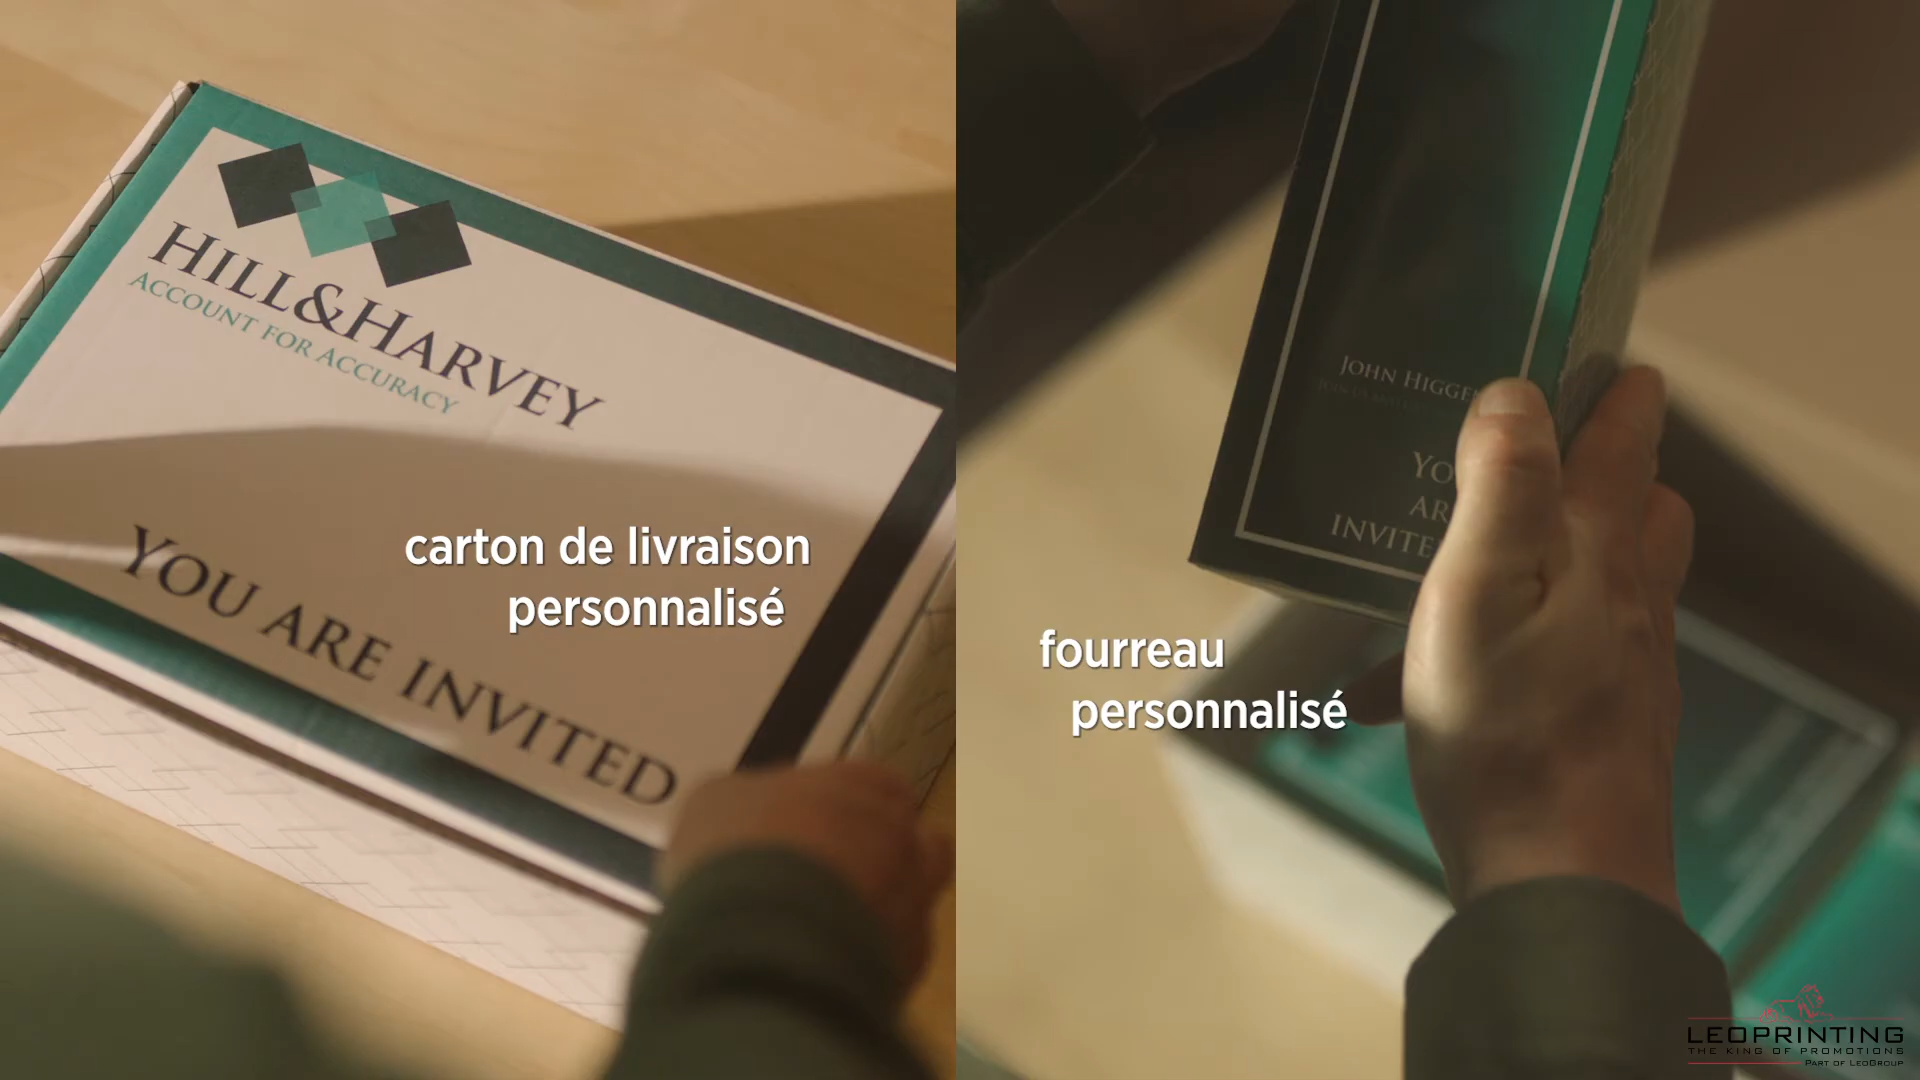 HILL&HARVEY
ACCOUNT FOR ACCURACY
YOU ARE INVITED
carton de livraison
personnalisé
JOHN
YO
AR
INVITE
fourreau
personnalisé
LEOPRINTING
THE KING OF PROMOTIONS
PART OF LEOGROUP